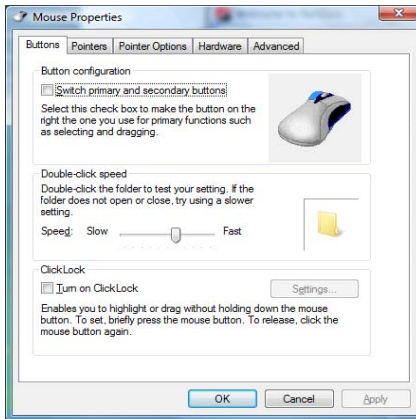 Mouse Properties
Buttons Pointers Pointer Options Hardware Advanced
Button configuration
Switch primary and secondary buttons
Select this check box to make the button on the
right the one you use for primary functions such
as selecting and dragging.
Double-click speed
Double-click the folder to test your setting. If the
folder does not open or close, try using a slower
setting.
Speed: Slow Fast
ClickLock
Turn on ClickLock
Settings...
Enables you to highlight or drag without holding down the mouse
button. To set, briefly press the mouse button. To release, click the
mouse button again.
OK Cancel Apply